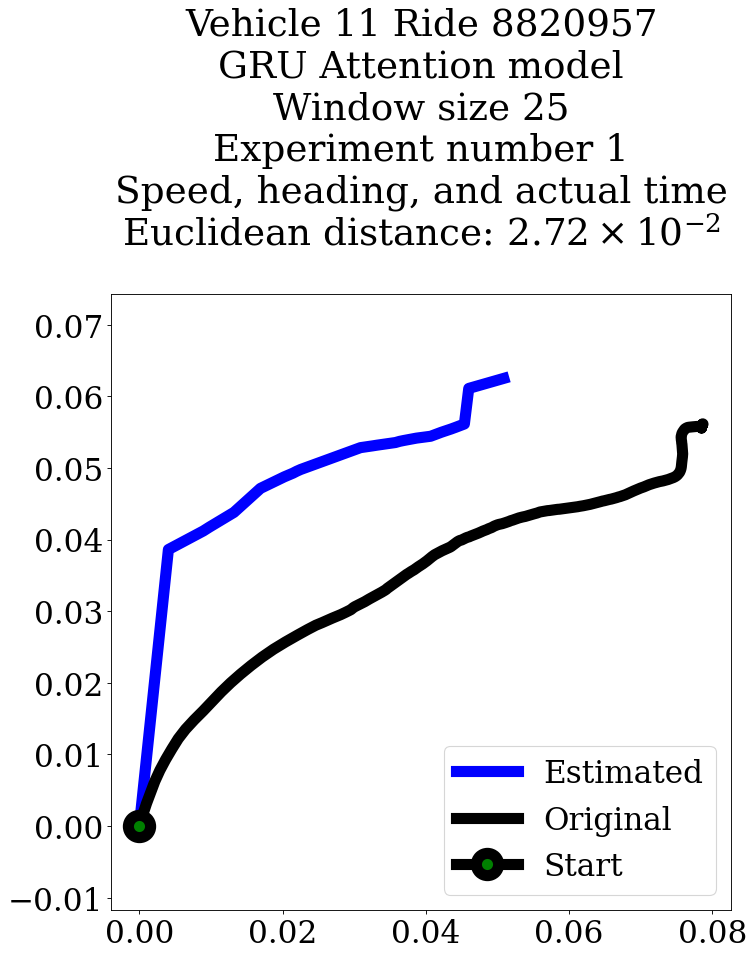 Vehicle 11 Ride 8820957
GRU Attention model
Window size 25
Experiment number 1
Speed, heading, and actual time
Euclidean distance: 2.72 × 10⁻²
0.07
0.06
0.05
0.04
0.03
0.02
0.01
0.00
−0.01
Estimated
Original
Start
0.00 0.02 0.04 0.06 0.08